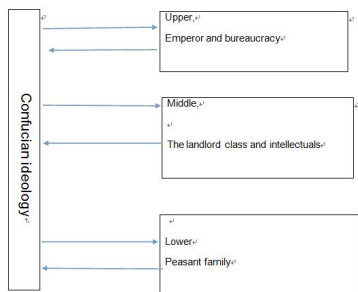 Confucian ideology
Upper,
Emperor and bureaucracy
Middle,
The landlord class and intellectuals
Lower
Peasant family